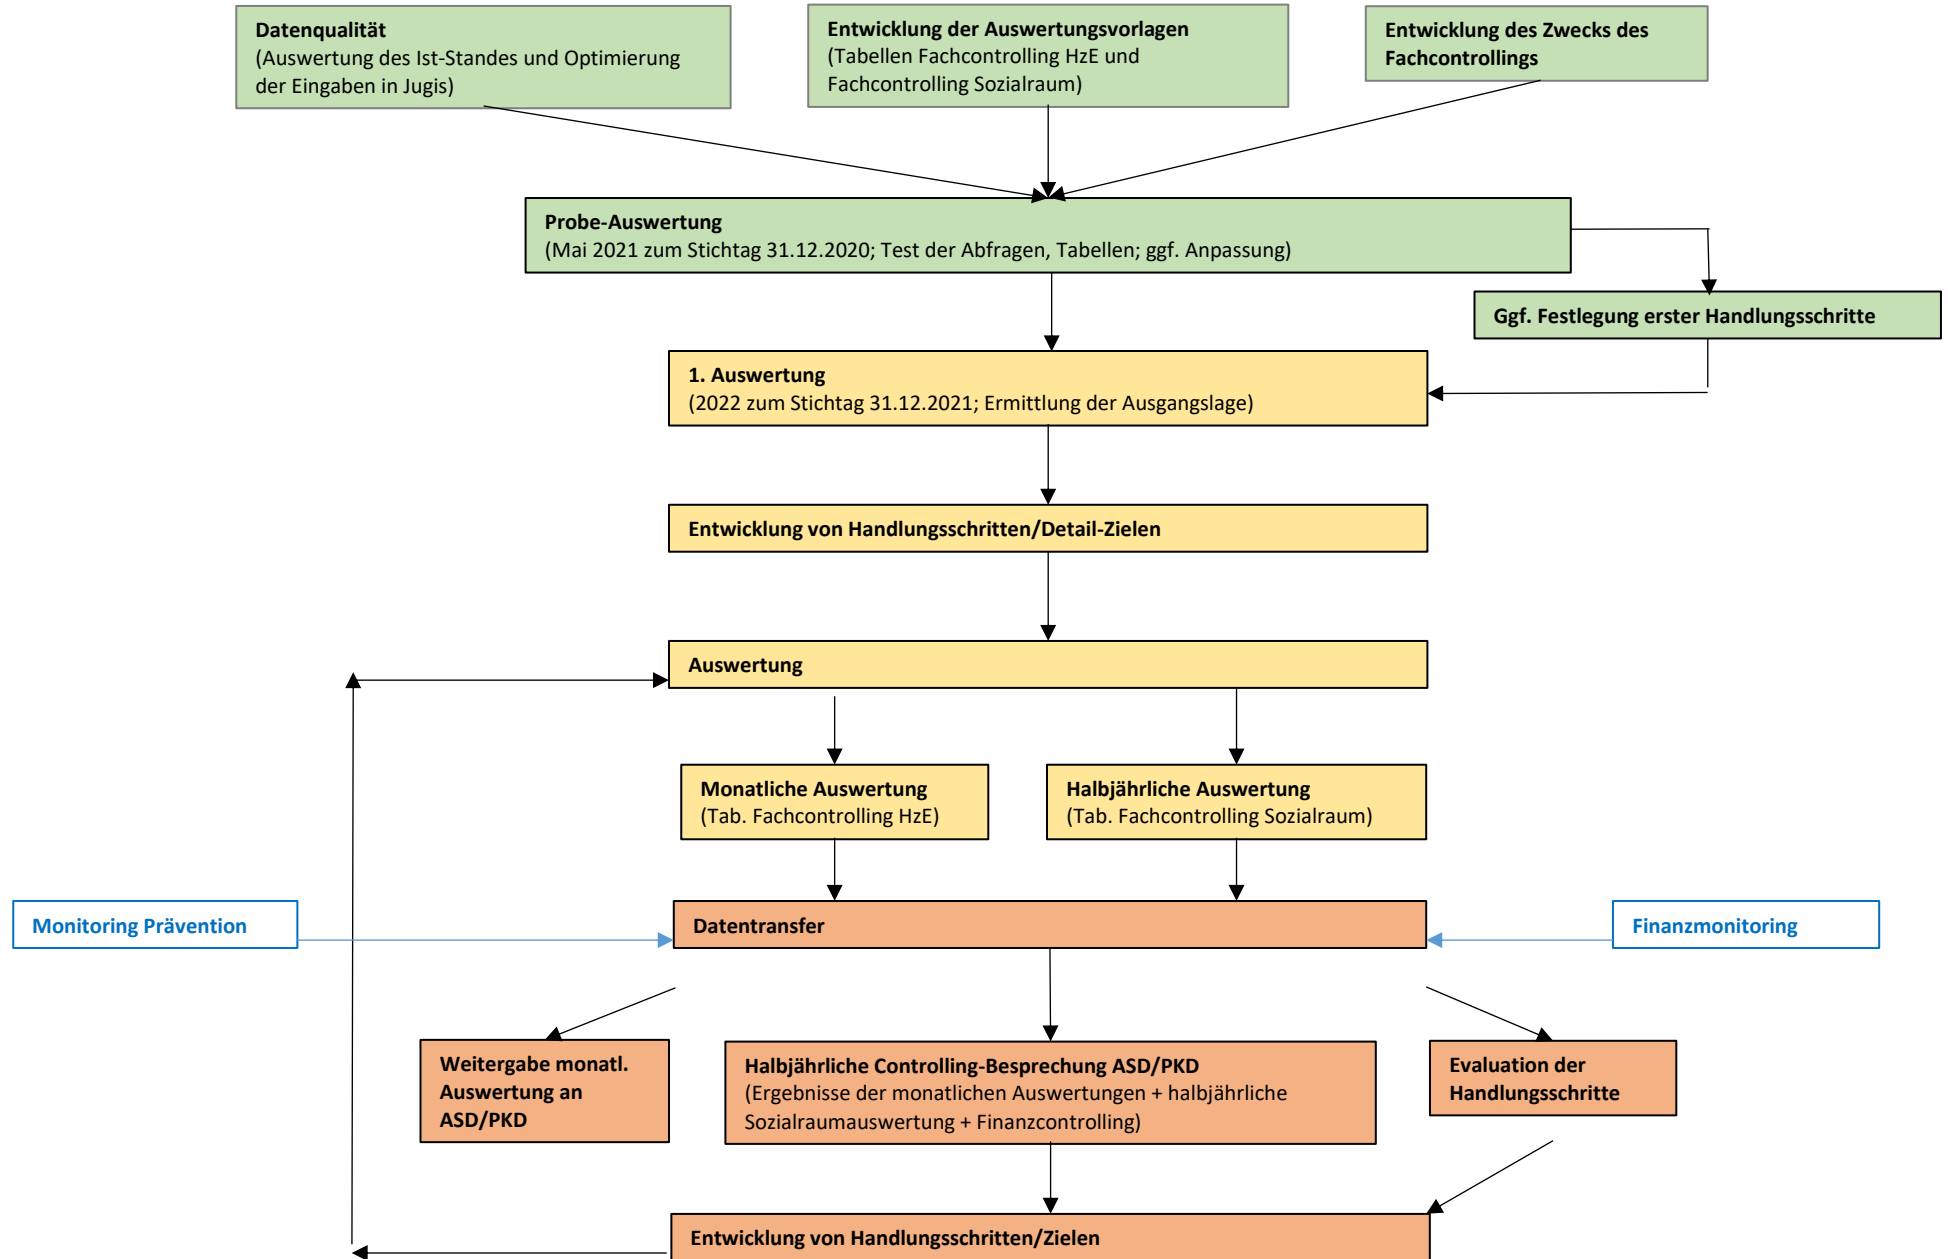 Datenqualität
(Auswertung des Ist-Standes und Optimierung
der Eingaben in Jugis)
Entwicklung der Auswertungsvorlagen
(Tabellen Fachcontrolling HzE und
Fachcontrolling Sozialraum)
Entwicklung des Zwecks des
Fachcontrollings
Probe-Auswertung
(Mai 2021 zum Stichtag 31.12.2020; Test der Abfragen, Tabellen; ggf. Anpassung)
Ggf. Festlegung erster Handlungsschritte
1. Auswertung
(2022 zum Stichtag 31.12.2021; Ermittlung der Ausgangslage)
Entwicklung von Handlungsschritten/Detail-Zielen
Auswertung
Monatliche Auswertung
(Tab. Fachcontrolling HzE)
Halbjährliche Auswertung
(Tab. Fachcontrolling Sozialraum)
Monitoring Prävention
Datentransfer
Finanzmonitoring
Weitergabe monatl.
Auswertung an
ASD/PKD
Halbjährliche Controlling-Besprechung ASD/PKD
(Ergebnisse der monatlichen Auswertungen + halbjährliche
Sozialraumauswertung + Finanzcontrolling)
Evaluation der
Handlungsschritte
Entwicklung von Handlungsschritten/Zielen